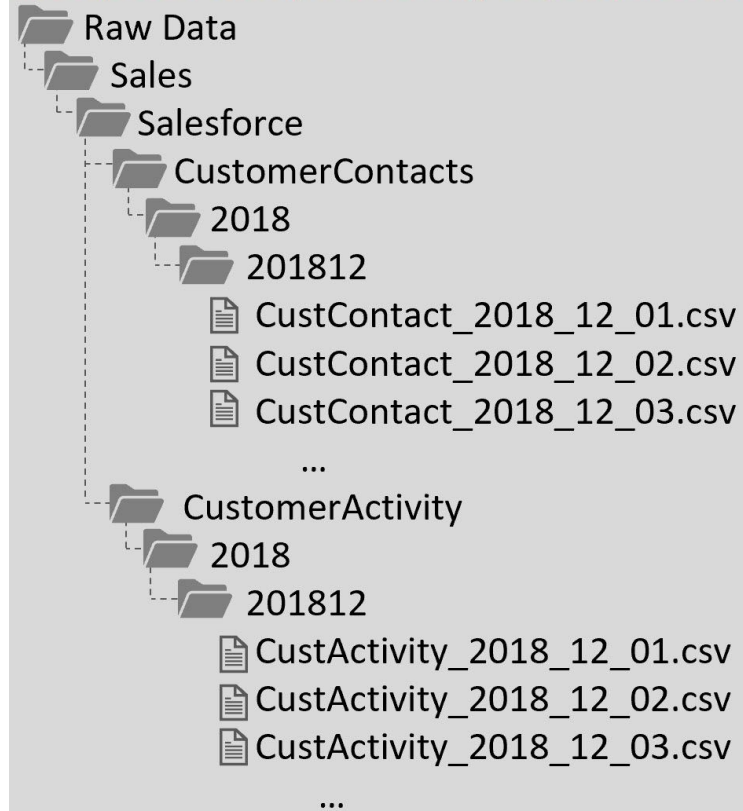 Raw Data
Sales
Salesforce
CustomerContacts
2018
201812
CustContact_2018_12_01.csv
CustContact_2018_12_02.csv
CustContact_2018_12_03.csv
...
CustomerActivity
2018
201812
CustActivity_2018_12_01.csv
CustActivity_2018_12_02.csv
CustActivity_2018_12_03.csv
...